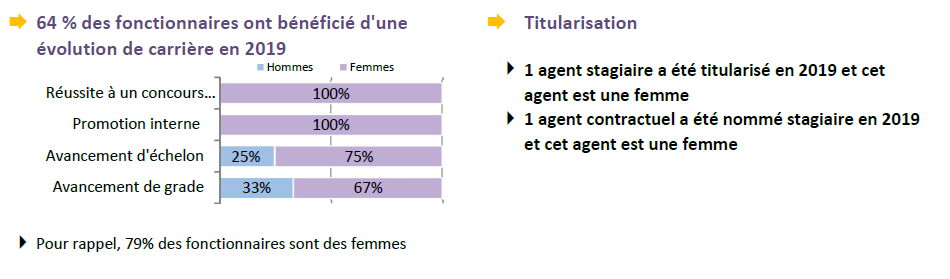 64 % des fonctionnaires ont bénéficié d'une
évolution de carrière en 2019
Hommes Femmes
Réussite à un concours... 100%
Promotion interne 100%
Avancement d'échelon 25% 75%
Avancement de grade 33% 67%
Pour rappel, 79% des fonctionnaires sont des femmes
Titularisation
1 agent stagiaire a été titularisé en 2019 et cet
agent est une femme
1 agent contractuel a été nommé stagiaire en 2019
et cet agent est une femme